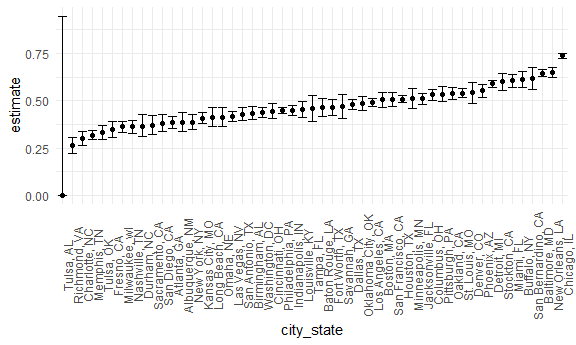 0.75
0.50
0.25
0.00
estimate
Tulsa, AL
Richmond, VA
Charlotte, NC
Memphis, TN
Tulsa, OK
Fresno, CA
Milwaukee, wI
Nashville, TN
Durham, NC
Sacramento, CA
San Diego, CA
Atlanta, GA
Albuquerque, NM
New York, NY
Kansas City, MO
Long Beach, CA
Omaha, NE
Las Vegas, NV
San Antonio, TX
Birmingham, AL
Washington, DC
Cincinnati, OH
Philadelphia, PA
Indianapolis, IN
Louisville, KY
Tampa, FL
Baton Rouge, LA
Fort Worth, TX
Savannah, GA
Dallas, TX
Oklahoma City, OK
Los Angeles, CA
Boston, MA
San Francisco, CA
Houston, TX
Minneapolis, MN
Jacksonville, FL
Columbus, OH
Pittsburgh, PA
Oakland, CA
St. Louis, MO
Denver, CO
Phoenix, AZ
Detroit, MI
Stockton, CA
Miami, FL
Buffalo, NY
San Bernardino, CA
Baltimore, MD
New Orleans, LA
Chicago, IL
city_state